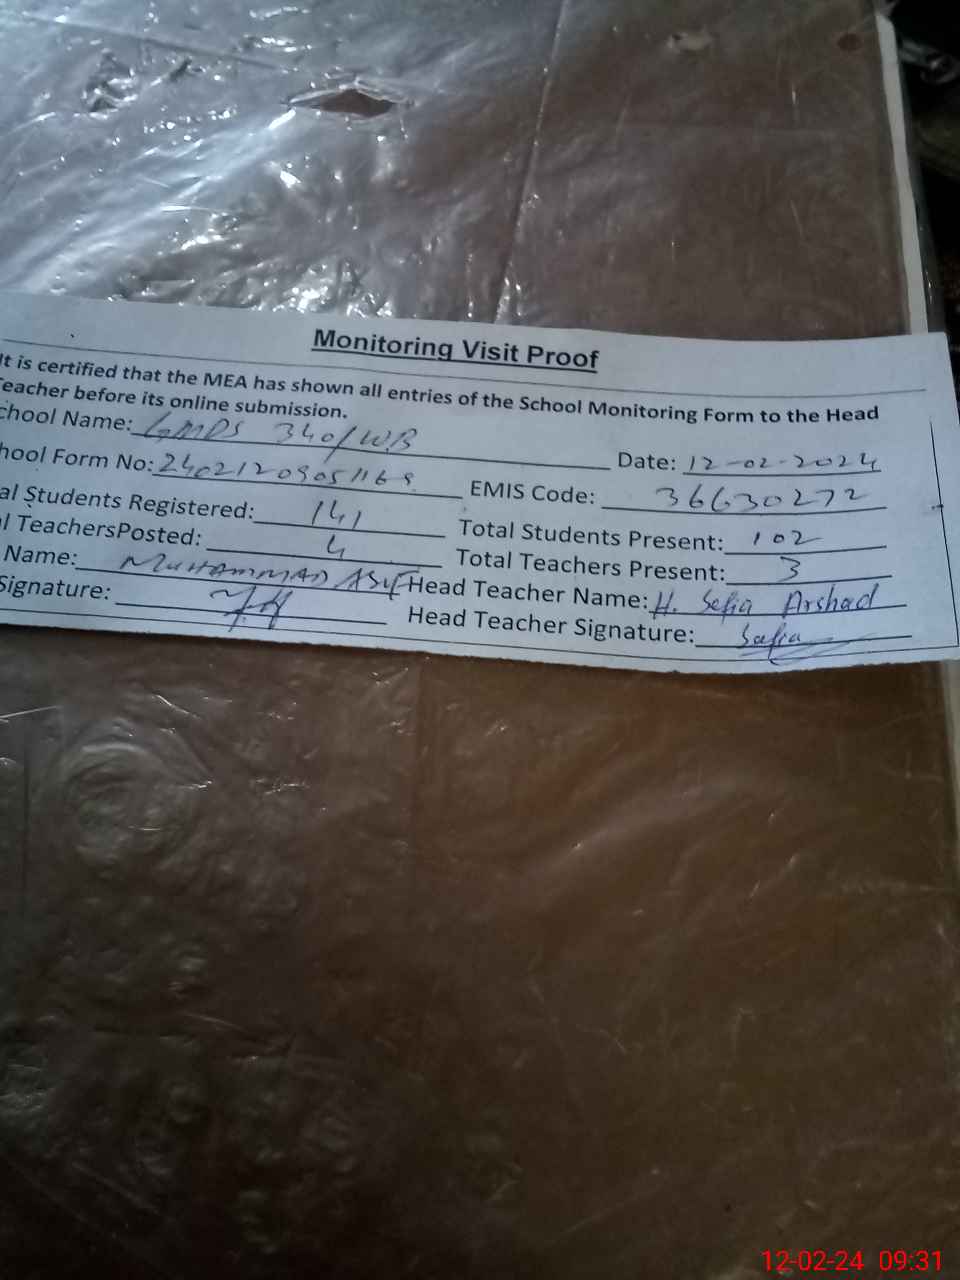 Monitoring Visit Proof
It is certified that the MEA has shown all entries of the School Monitoring Form to the Head
Teacher before its online submission.
chool Name: GMPS 340/WB Date: 12-02-2024
hool Form No: EMIS Code: 36630272
al Students Registered: 141 Total Students Present: 102
l TeachersPosted: 4 Total Teachers Present: 3
Name: MUHAMMAD ASIF Head Teacher Name: H. Safia Arshad
Signature: Head Teacher Signature: Safia
12-02-24 09:31